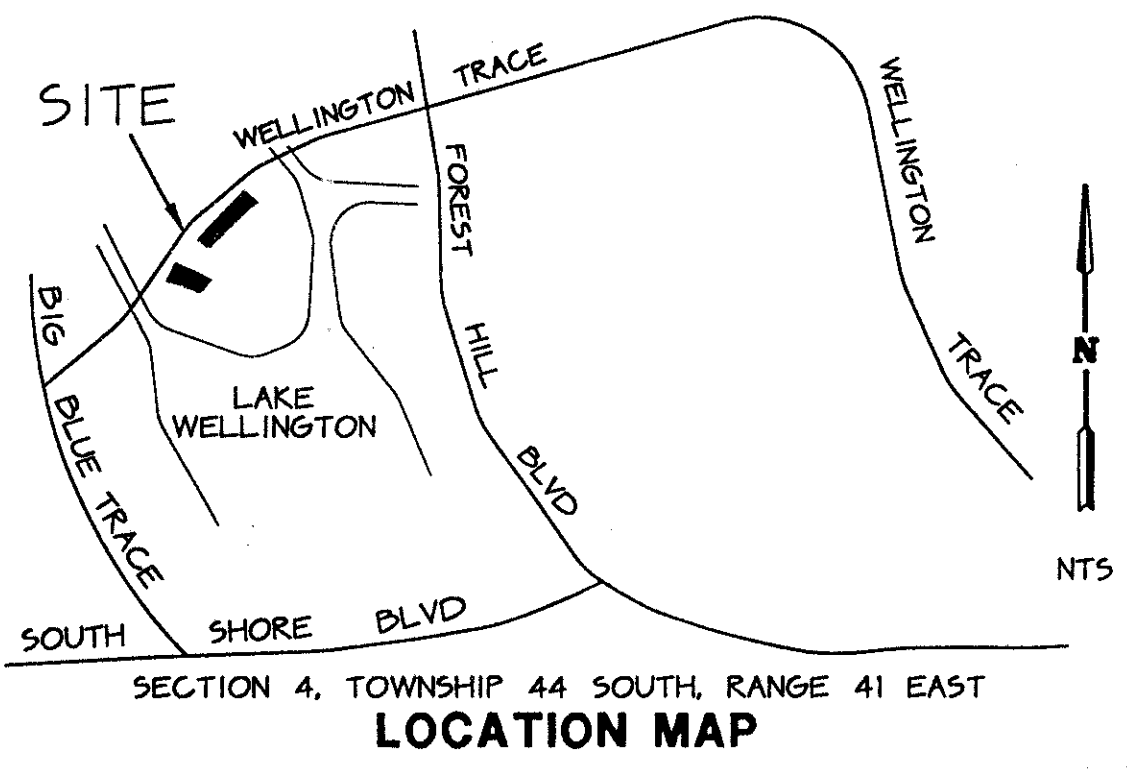 SITE
WELLINGTON TRACE
WELLINGTON TRACE
FOREST HILL BLVD
BIG BLUE TRACE
LAKE
WELLINGTON
N
NTS
SOUTH SHORE BLVD
SECTION 4, TOWNSHIP 44 SOUTH, RANGE 41 EAST
LOCATION MAP